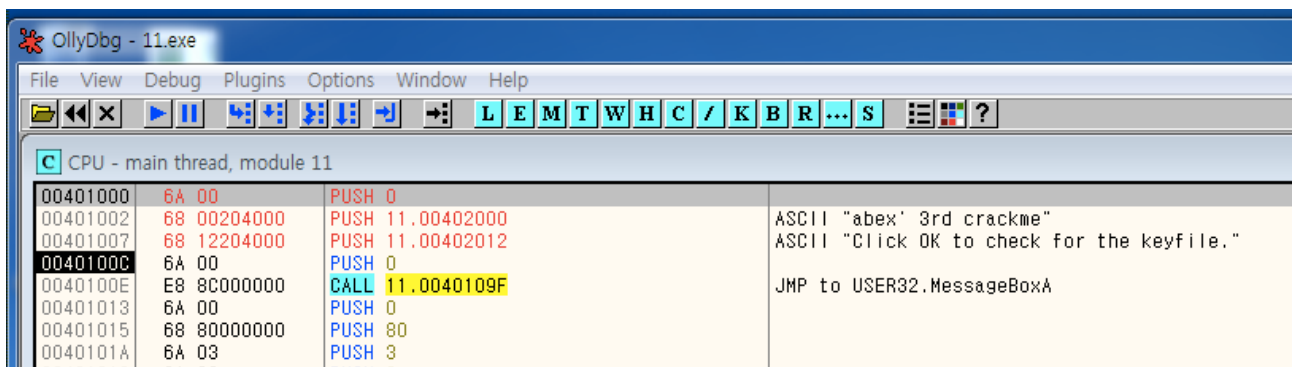 OllyDbg - 11.exe
File View Debug Plugins Options Window Help
L E M T W H C / K B R ... S ?
C CPU - main thread, module 11
00401000 6A 00 PUSH 0
00401002 68 00204000 PUSH 11.00402000 ASCII "abex' 3rd crackme"
00401007 68 12204000 PUSH 11.00402012 ASCII "Click OK to check for the keyfile."
0040100C 6A 00 PUSH 0
0040100E E8 8C000000 CALL 11.0040109F JMP to USER32.MessageBoxA
00401013 6A 00 PUSH 0
00401015 68 80000000 PUSH 80
0040101A 6A 03 PUSH 3